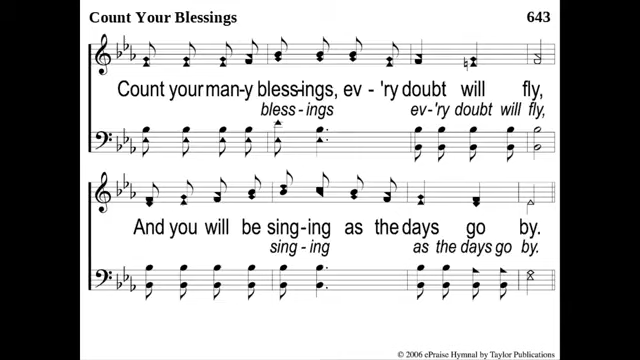 Count Your Blessings 643
Count your man-y bless-ings, ev - 'ry doubt will fly,
bless - ings ev-'ry doubt will fly,
And you will be sing-ing as the days go by.
sing - ing as the days go by.
© 2006 ePraise Hymnal by Taylor Publications